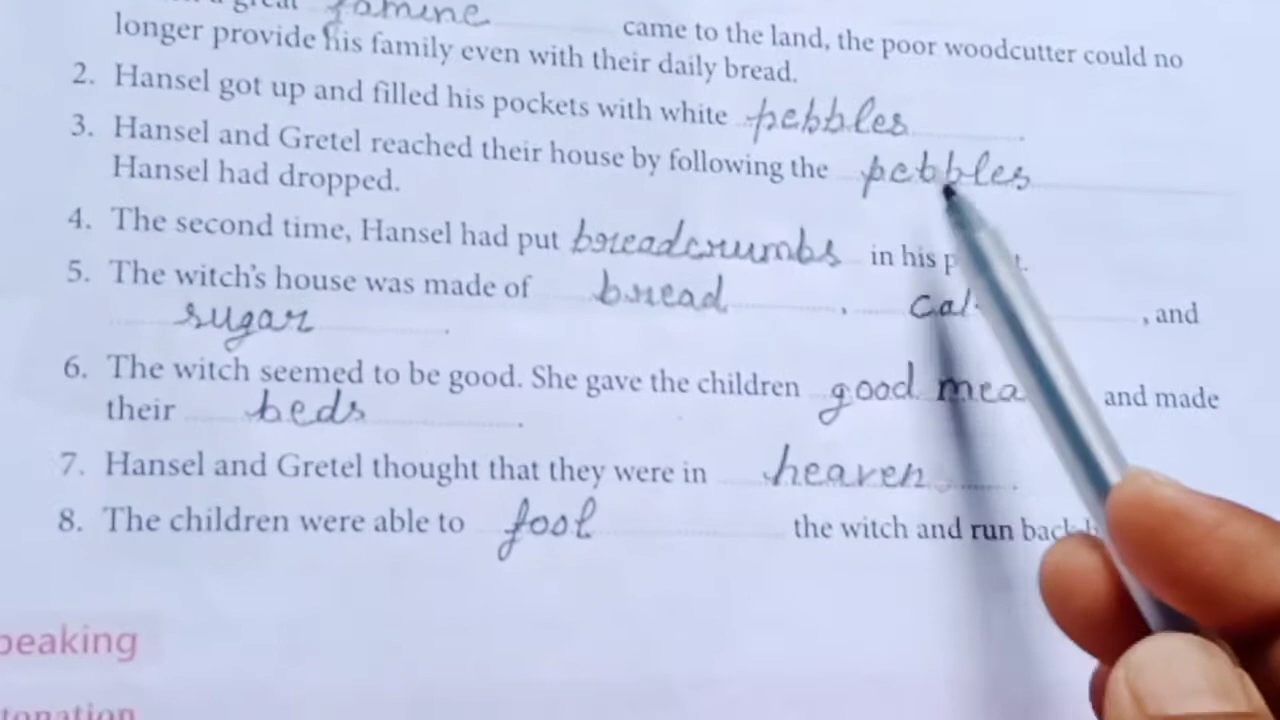 great famine came to the land, the poor woodcutter could no
longer provide his family even with their daily bread.
2. Hansel got up and filled his pockets with white pebbles.
3. Hansel and Gretel reached their house by following the pebbles
Hansel had dropped.
4. The second time, Hansel had put breadcrumbs in his
5. The witch's house was made of bread, , and
sugar.
6. The witch seemed to be good. She gave the children good and made
their beds.
7. Hansel and Gretel thought that they were in heaven.
8. The children were able to fool the witch and run back
peaking
tonation